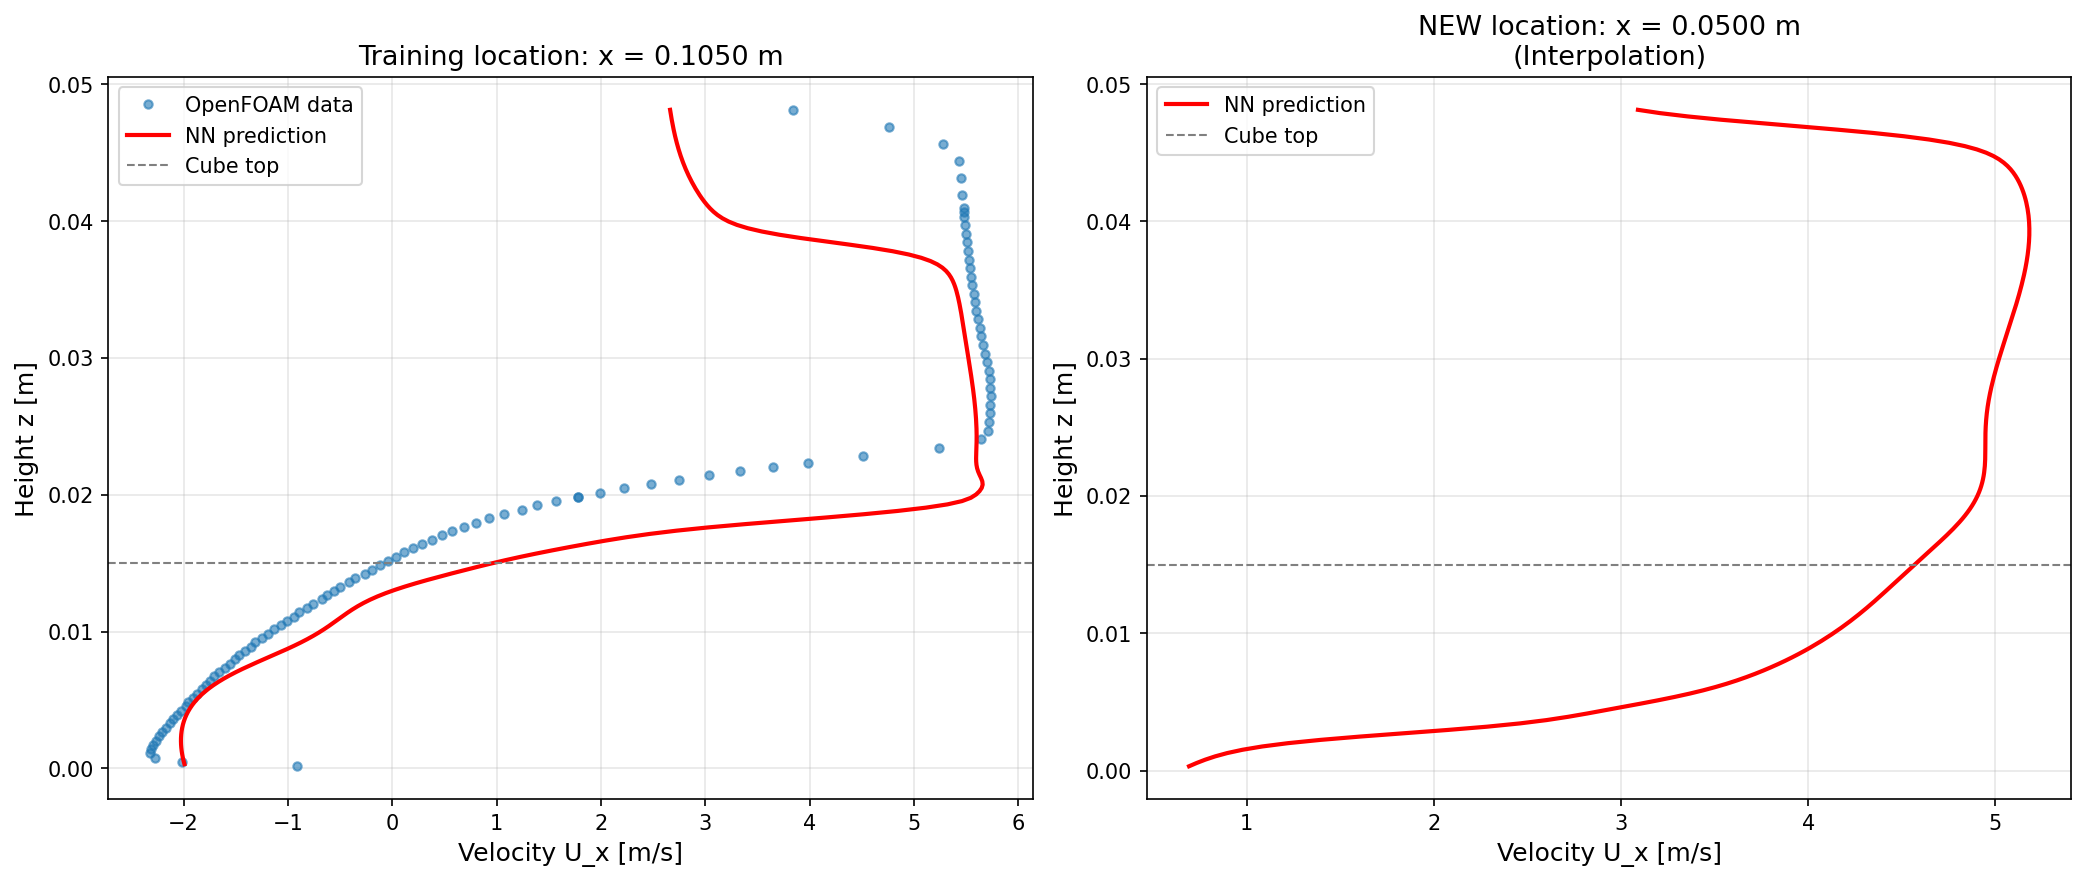 Training location: x = 0.1050 m
OpenFOAM data
NN prediction
Cube top
Height z [m]
0.05
0.04
0.03
0.02
0.01
0.00
−2 −1 0 1 2 3 4 5 6
Velocity U_x [m/s]
NEW location: x = 0.0500 m
(Interpolation)
NN prediction
Cube top
Height z [m]
0.05
0.04
0.03
0.02
0.01
0.00
1 2 3 4 5
Velocity U_x [m/s]